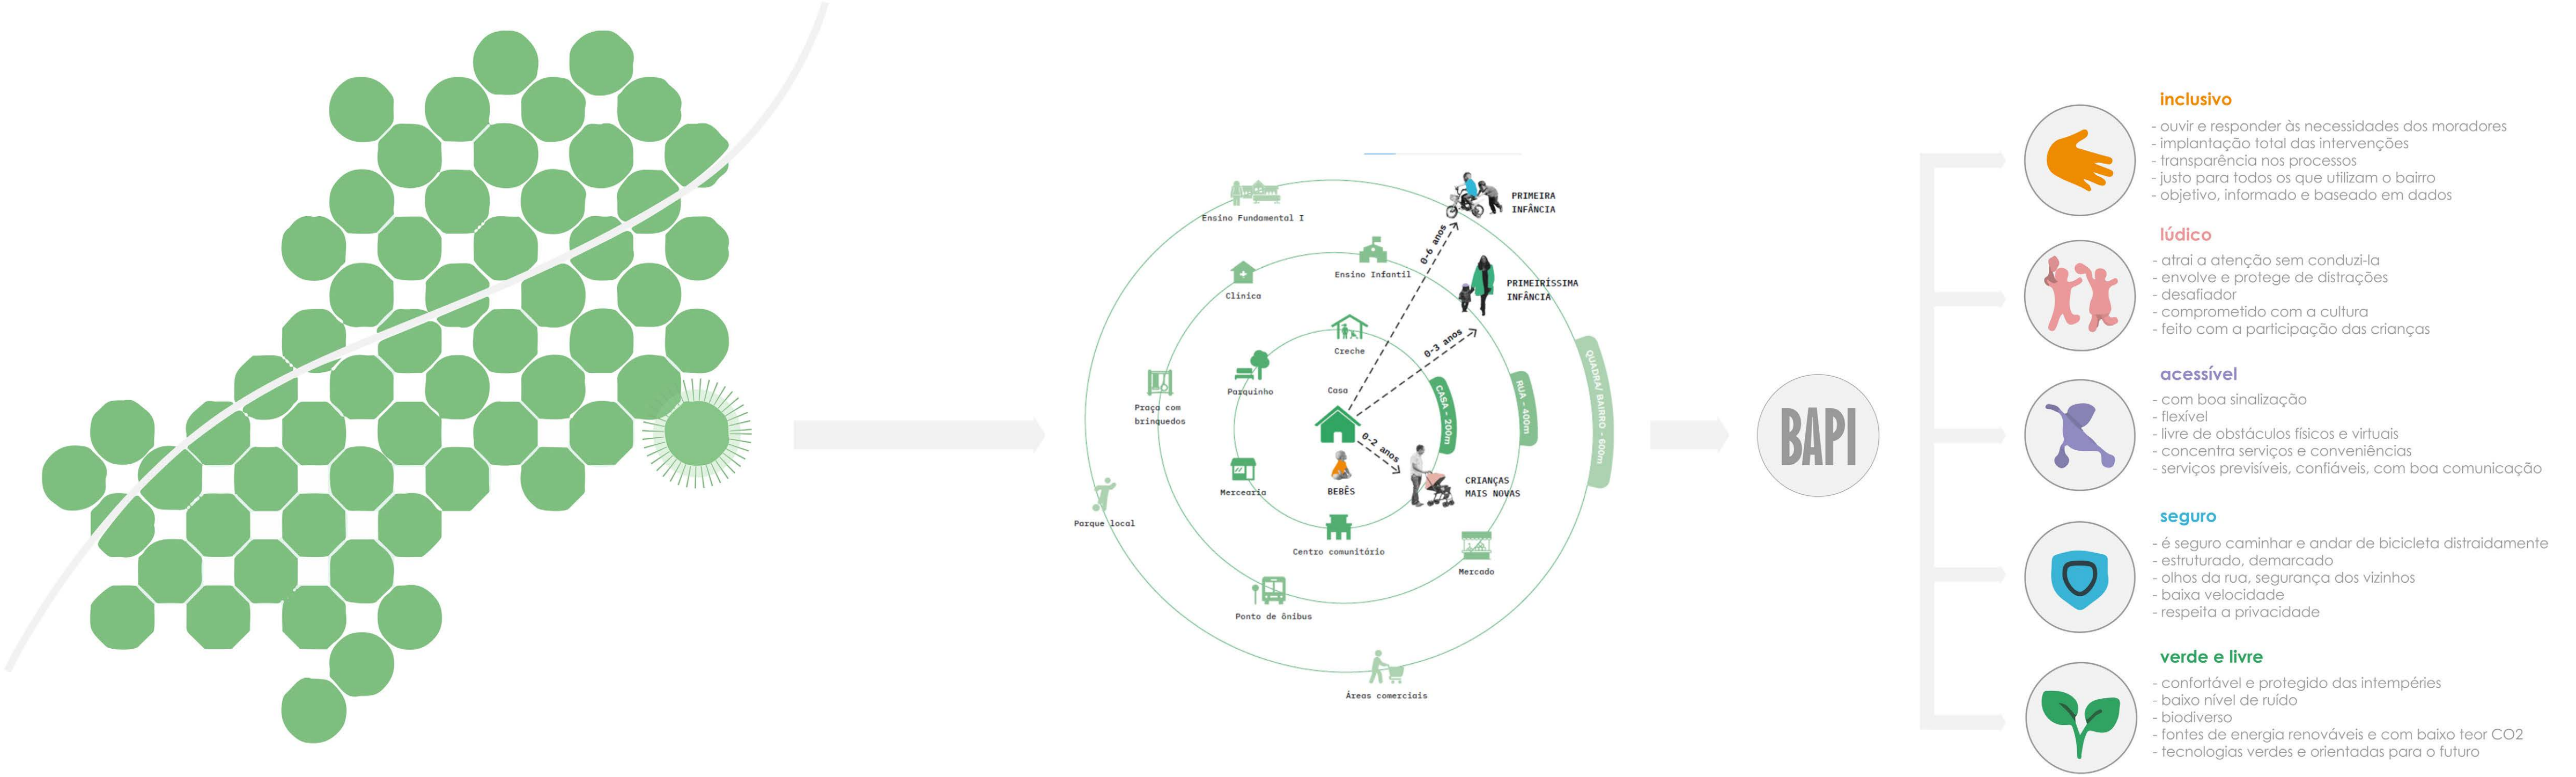 Ensino Fundamental I
PRIMEIRA
INFÂNCIA
0-6 anos
Ensino Infantil
Clínica
PRIMEIRÍSSIMA
INFÂNCIA
0-3 anos
Creche
Parquinho
Casa
Praça com
brinquedos
CASA - 200m
RUA - 400m
QUADRA/ BAIRRO - 600m
0-2 anos
BEBÊS
CRIANÇAS
MAIS NOVAS
Mercearia
Parque local
Centro comunitário
Mercado
Ponto de ônibus
Áreas comerciais
BAPI
inclusivo
- ouvir e responder às necessidades dos moradores
- implantação total das intervenções
- transparência nos processos
- justo para todos os que utilizam o bairro
- objetivo, informado e baseado em dados
lúdico
- atrai a atenção sem conduzi-la
- envolve e protege de distrações
- desafiador
- comprometido com a cultura
- feito com a participação das crianças
acessível
- com boa sinalização
- flexível
- livre de obstáculos físicos e virtuais
- concentra serviços e conveniências
- serviços previsíveis, confiáveis, com boa comunicação
seguro
- é seguro caminhar e andar de bicicleta distraidamente
- estruturado, demarcado
- olhos da rua, segurança dos vizinhos
- baixa velocidade
- respeita a privacidade
verde e livre
- confortável e protegido das intempéries
- baixo nível de ruído
- biodiverso
- fontes de energia renováveis e com baixo teor CO2
- tecnologias verdes e orientadas para o futuro